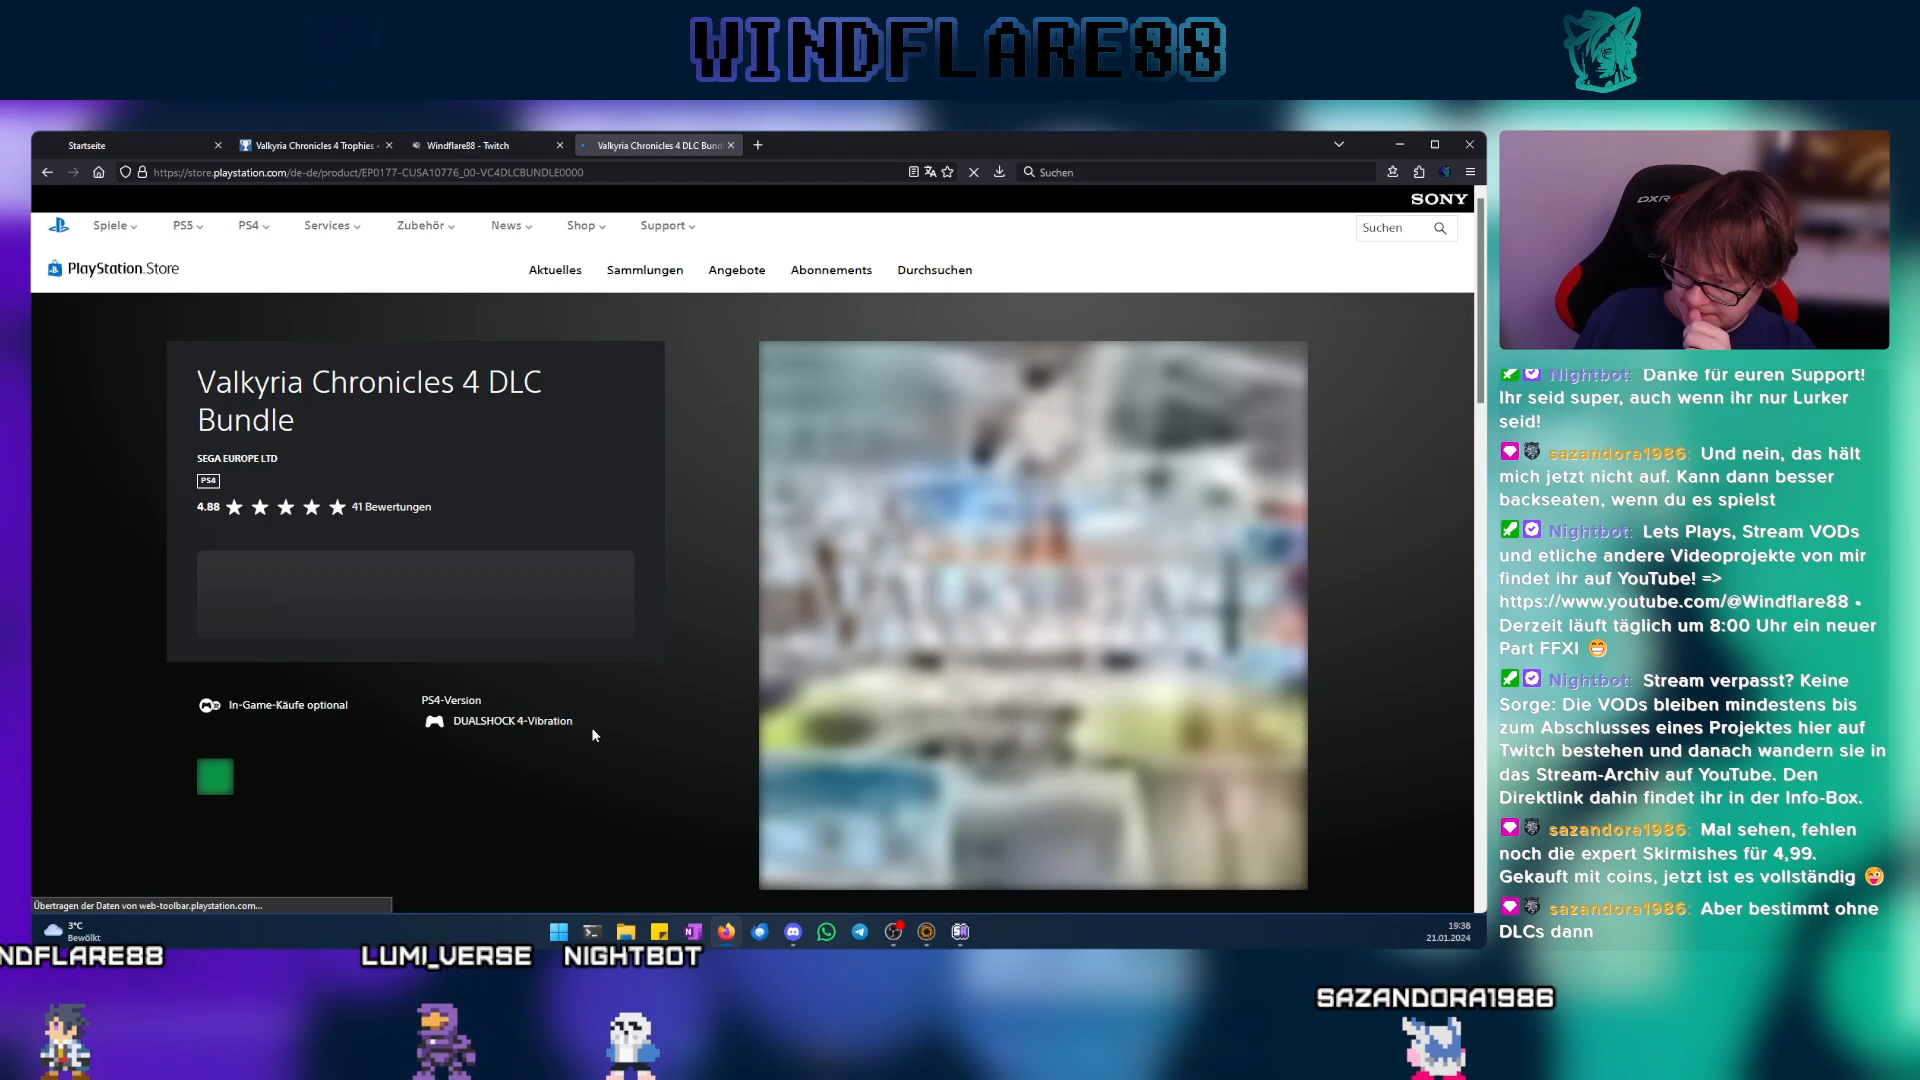 WINDFLARE88
Startseite
Valkyria Chronicles 4 Trophies
Windflare88 - Twitch
Valkyria Chronicles 4 DLC Bund
https://store.playstation.com/de-de/product/EP0177-CUSA10776_00-VC4DLCBUNDLE0000
Suchen
SONY
Spiele
PS5
PS4
Services
Zubehör
News
Shop
Support
Suchen
PlayStation Store
Aktuelles
Sammlungen
Angebote
Abonnements
Durchsuchen
Valkyria Chronicles 4 DLC
Bundle
SEGA EUROPE LTD
PS4
4.88
41 Bewertungen
In-Game-Käufe optional
PS4-Version
DUALSHOCK 4-Vibration
Übertragen der Daten von web-toolbar.playstation.com...
3°C
Bewölkt
19:38
21.01.2024
DXR
Nightbot: Danke für euren Support!
Ihr seid super, auch wenn ihr nur Lurker
seid!
sazandora1986: Und nein, das hält
mich jetzt nicht auf. Kann dann besser
backseaten, wenn du es spielst
Nightbot: Lets Plays, Stream VODs
und etliche andere Videoprojekte von mir
findet ihr auf YouTube! =>
https://www.youtube.com/@Windflare88 •
Derzeit läuft täglich um 8:00 Uhr ein neuer
Part FFXI 😁
Nightbot: Stream verpasst? Keine
Sorge: Die VODs bleiben mindestens bis
zum Abschlusses eines Projektes hier auf
Twitch bestehen und danach wandern sie in
das Stream-Archiv auf YouTube. Den
Direktlink dahin findet ihr in der Info-Box.
sazandora1986: Mal sehen, fehlen
noch die expert Skirmishes für 4,99.
Gekauft mit coins, jetzt ist es vollständig 😜
sazandora1986: Aber bestimmt ohne
DLCs dann
NDFLARE88
LUMI_VERSE
NIGHTBOT
SAZANDORA1986